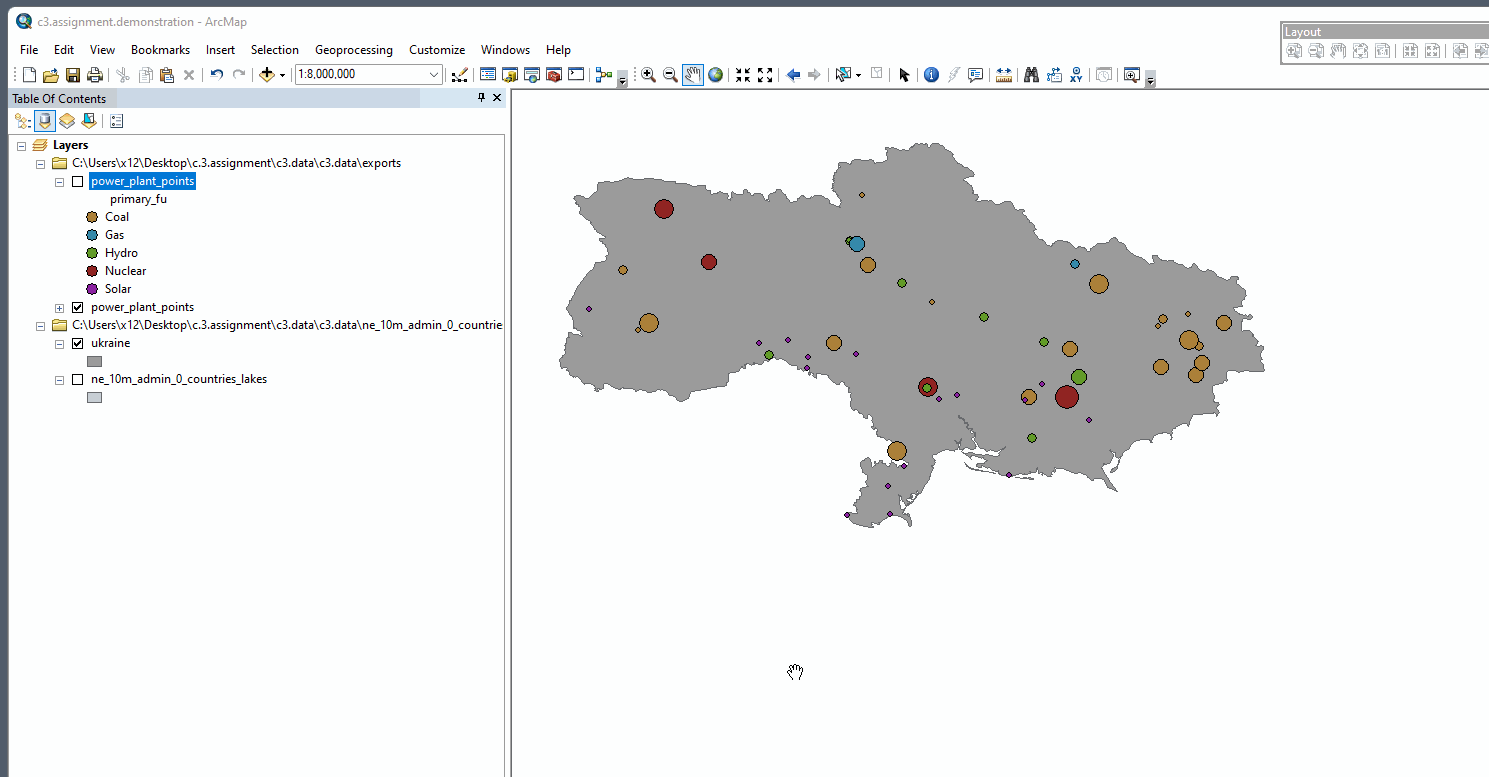 c3.assignment.demonstration - ArcMap
Layout
File Edit View Bookmarks Insert Selection Geoprocessing Customize Windows Help
1:8,000,000
XY
Table Of Contents
Layers
C:\Users\x12\Desktop\c.3.assignment\c3.data\c3.data\exports
power_plant_points
primary_fu
Coal
Gas
Hydro
Nuclear
Solar
power_plant_points
C:\Users\x12\Desktop\c.3.assignment\c3.data\c3.data\ne_10m_admin_0_countrie
ukraine
ne_10m_admin_0_countries_lakes